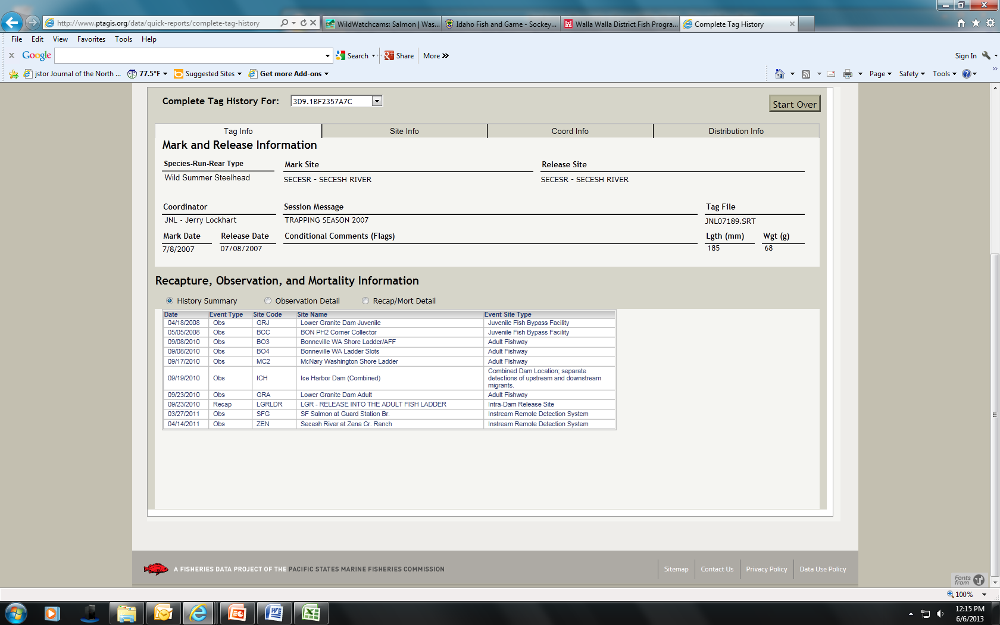 http://www.ptagis.org/data/quick-reports/complete-tag-history
WildWatchcams: Salmon | Was...
Idaho Fish and Game - Sockey...
Walla Walla District Fish Progra...
Complete Tag History
File Edit View Favorites Tools Help
x Google Search Share More Sign In
jstor Journal of the North ... 77.5°F Suggested Sites Get more Add-ons Page Safety Tools
Complete Tag History For: 3D9.1BF2357A7C Start Over
Tag Info Site Info Coord Info Distribution Info
Mark and Release Information
Species-Run-Rear Type Mark Site Release Site
Wild Summer Steelhead SECESR - SECESH RIVER SECESR - SECESH RIVER
Coordinator Session Message Tag File
JNL - Jerry Lockhart TRAPPING SEASON 2007 JNL07189.SRT
Mark Date Release Date Conditional Comments (Flags) Lgth (mm) Wgt (g)
7/8/2007 07/08/2007 185 68
Recapture, Observation, and Mortality Information
History Summary Observation Detail Recap/Mort Detail
Date Event Type Site Code Site Name Event Site Type
04/18/2008 Obs GRJ Lower Granite Dam Juvenile Juvenile Fish Bypass Facility
05/05/2008 Obs BCC BON PH2 Corner Collector Juvenile Fish Bypass Facility
09/08/2010 Obs BO3 Bonneville WA Shore Ladder/AFF Adult Fishway
09/08/2010 Obs BO4 Bonneville WA Ladder Slots Adult Fishway
09/17/2010 Obs MC2 McNary Washington Shore Ladder Adult Fishway
09/19/2010 Obs ICH Ice Harbor Dam (Combined) Combined Dam Location; separate
detections of upstream and downstream
migrants.
09/23/2010 Obs GRA Lower Granite Dam Adult Adult Fishway
09/23/2010 Recap LGRLDR LGR - RELEASE INTO THE ADULT FISH LADDER Intra-Dam Release Site
03/27/2011 Obs SFG SF Salmon at Guard Station Br. Instream Remote Detection System
04/14/2011 Obs ZEN Secesh River at Zena Cr. Ranch Instream Remote Detection System
A FISHERIES DATA PROJECT OF THE PACIFIC STATES MARINE FISHERIES COMMISSION
Sitemap Contact Us Privacy Policy Data Use Policy
Fonts
from
100%
12:15 PM
6/6/2013